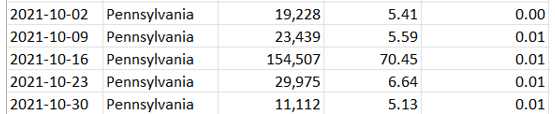 2021-10-02 Pennsylvania 19,228 5.41 0.00
2021-10-09 Pennsylvania 23,439 5.59 0.01
2021-10-16 Pennsylvania 154,507 70.45 0.01
2021-10-23 Pennsylvania 29,975 6.64 0.01
2021-10-30 Pennsylvania 11,112 5.13 0.01